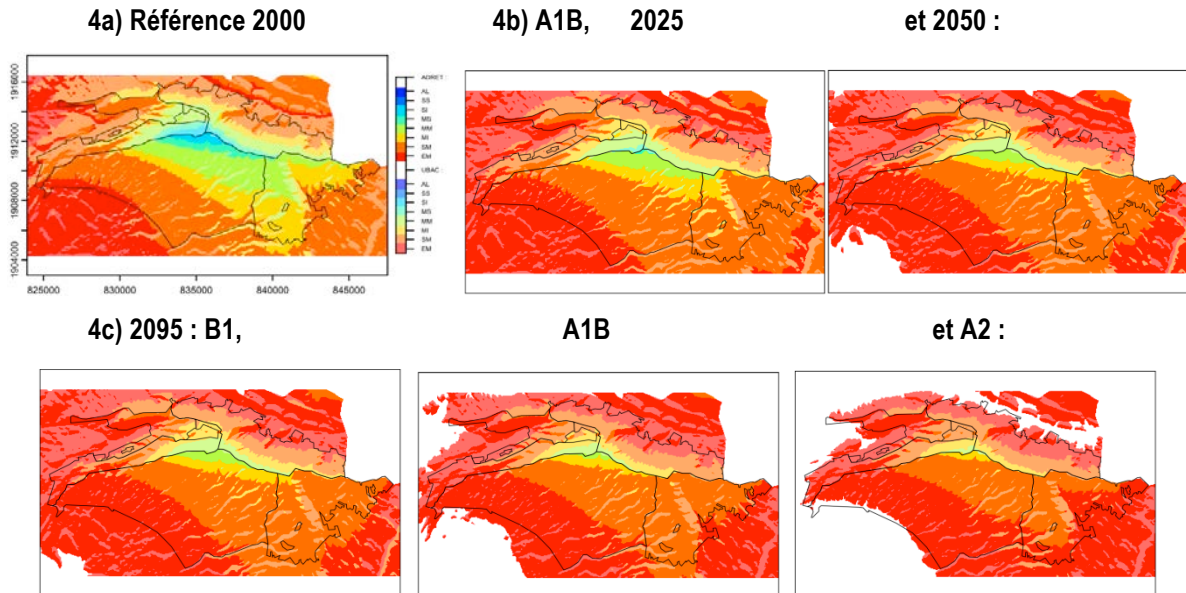 4a) Référence 2000
4b) A1B, 2025 et 2050 :
1916000
1912000
1908000
1904000
825000 830000 835000 840000 845000
ADRET :
AL
SS
SI
MS
MM
MI
SM
EM
UBAC :
AL
SS
SI
MS
MM
MI
SM
EM
4c) 2095 : B1, A1B et A2 :